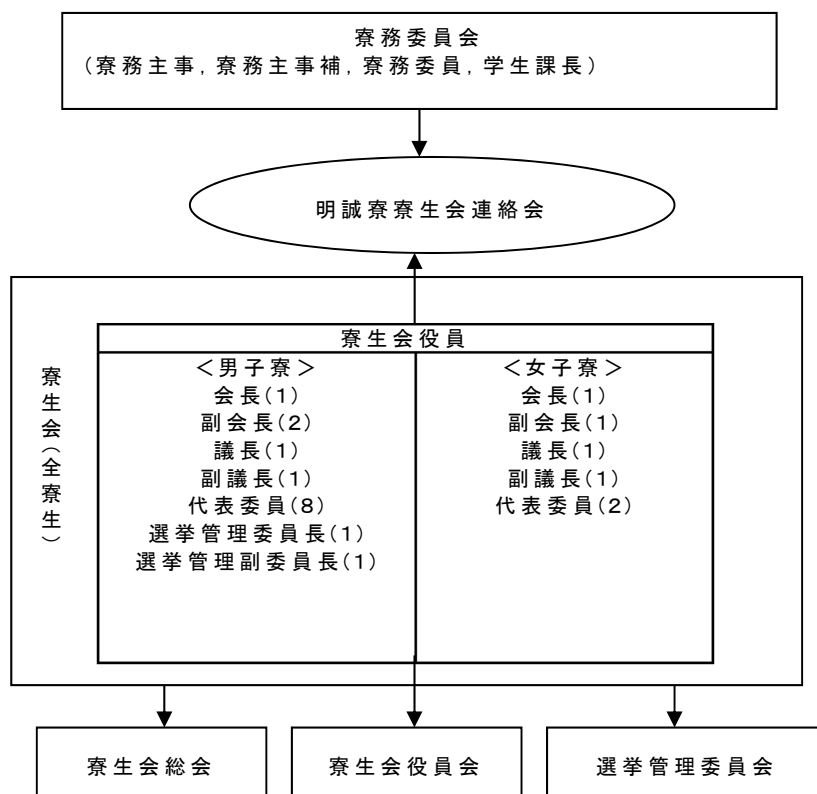 寮務委員会
(寮務主事,寮務主事補,寮務委員,学生課長)
明誠寮寮生会連絡会
寮生会(全寮生)
寮生会役員
<男子寮>
会長(1)
副会長(2)
議長(1)
副議長(1)
代表委員(8)
選挙管理委員長(1)
選挙管理副委員長(1)
<女子寮>
会長(1)
副会長(1)
議長(1)
副議長(1)
代表委員(2)
寮生会総会
寮生会役員会
選挙管理委員会